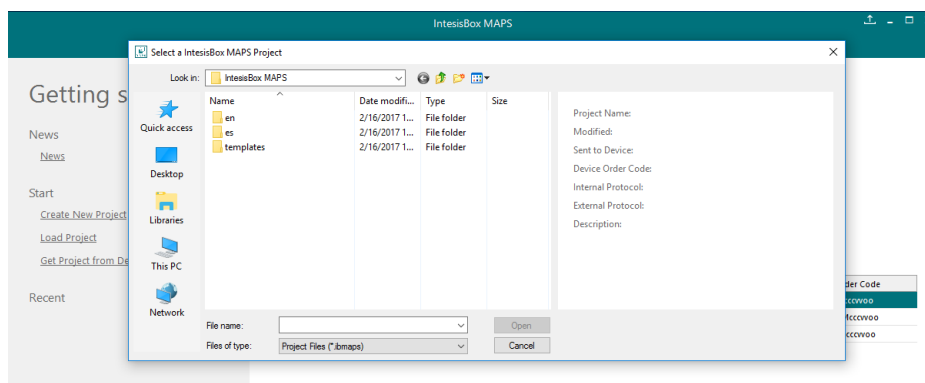 IntesisBox MAPS
Select a IntesisBox MAPS Project
Look in:
IntesisBox MAPS
Getting s
News
News
Start
Create New Project
Load Project
Get Project from De
Recent
Quick access
Desktop
Libraries
This PC
Network
Name Date modifi... Type Size
en 2/16/2017 1... File folder
es 2/16/2017 1... File folder
templates 2/16/2017 1... File folder
Project Name:
Modified:
Sent to Device:
Device Order Code:
Internal Protocol:
External Protocol:
Description:
File name:
Open
Files of type:
Project Files (*.ibmaps)
Cancel
der Code